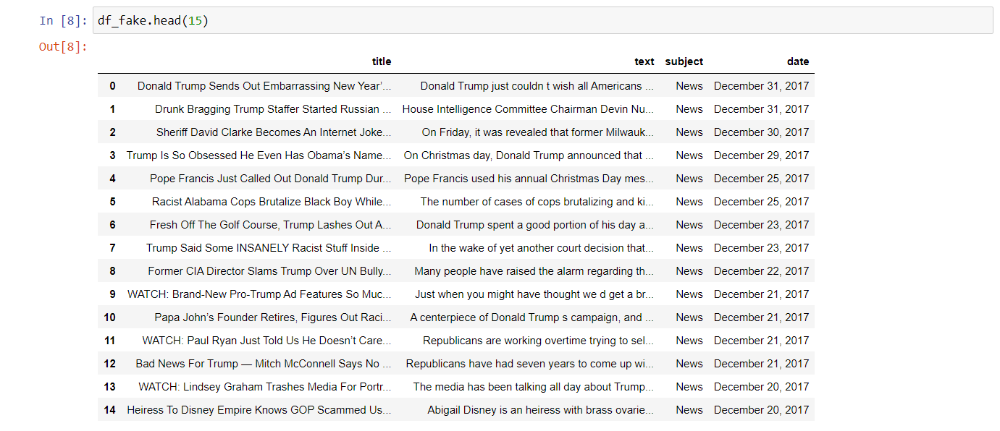 In [8]: df_fake.head(15)
Out[8]:
title text subject date
0 Donald Trump Sends Out Embarrassing New Year’... Donald Trump just couldn t wish all Americans ... News December 31, 2017
1 Drunk Bragging Trump Staffer Started Russian ... House Intelligence Committee Chairman Devin Nu... News December 31, 2017
2 Sheriff David Clarke Becomes An Internet Joke... On Friday, it was revealed that former Milwauk... News December 30, 2017
3 Trump Is So Obsessed He Even Has Obama’s Name... On Christmas day, Donald Trump announced that ... News December 29, 2017
4 Pope Francis Just Called Out Donald Trump Dur... Pope Francis used his annual Christmas Day mes... News December 25, 2017
5 Racist Alabama Cops Brutalize Black Boy While... The number of cases of cops brutalizing and ki... News December 25, 2017
6 Fresh Off The Golf Course, Trump Lashes Out A... Donald Trump spent a good portion of his day a... News December 23, 2017
7 Trump Said Some INSANELY Racist Stuff Inside ... In the wake of yet another court decision that... News December 23, 2017
8 Former CIA Director Slams Trump Over UN Bully... Many people have raised the alarm regarding th... News December 22, 2017
9 WATCH: Brand-New Pro-Trump Ad Features So Muc... Just when you might have thought we d get a br... News December 21, 2017
10 Papa John’s Founder Retires, Figures Out Raci... A centerpiece of Donald Trump s campaign, and ... News December 21, 2017
11 WATCH: Paul Ryan Just Told Us He Doesn’t Care... Republicans are working overtime trying to sel... News December 21, 2017
12 Bad News For Trump — Mitch McConnell Says No ... Republicans have had seven years to come up wi... News December 21, 2017
13 WATCH: Lindsey Graham Trashes Media For Portr... The media has been talking all day about Trump... News December 20, 2017
14 Heiress To Disney Empire Knows GOP Scammed Us... Abigail Disney is an heiress with brass ovarie... News December 20, 2017